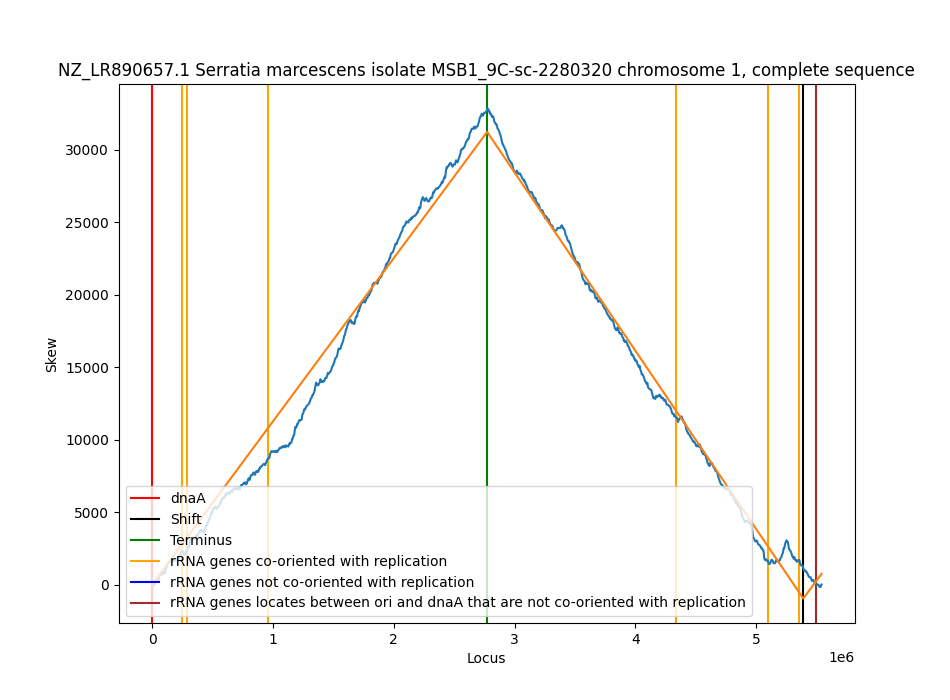 NZ_LR890657.1 Serratia marcescens isolate MSB1_9C-sc-2280320 chromosome 1, complete sequence
Skew
30000
25000
20000
15000
10000
5000
0
dnaA
Shift
Terminus
rRNA genes co-oriented with replication
rRNA genes not co-oriented with replication
rRNA genes locates between ori and dnaA that are not co-oriented with replication
0 1 2 3 4 5
1e6
Locus